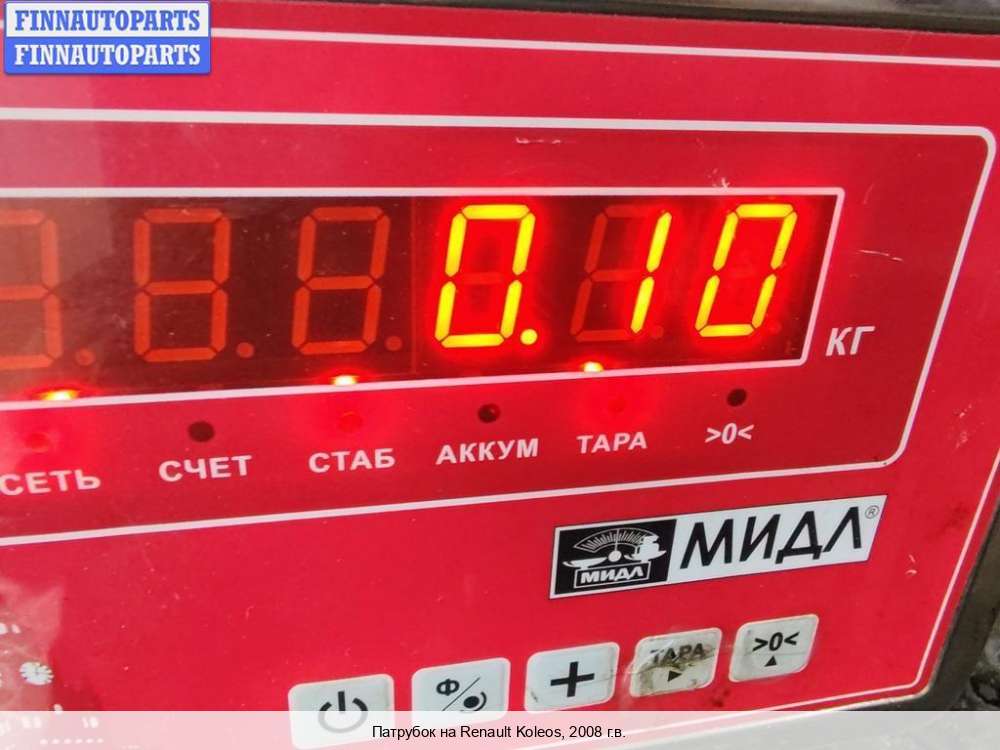 FINNAUTOPARTS
FINNAUTOPARTS
0.10
КГ
СЕТЬ СЧЕТ СТАБ АККУМ ТАРА >0<
МИДЛ МИДЛ®
Ф + ТАРА >0<
Патрубок на Renault Koleos, 2008 г.в.